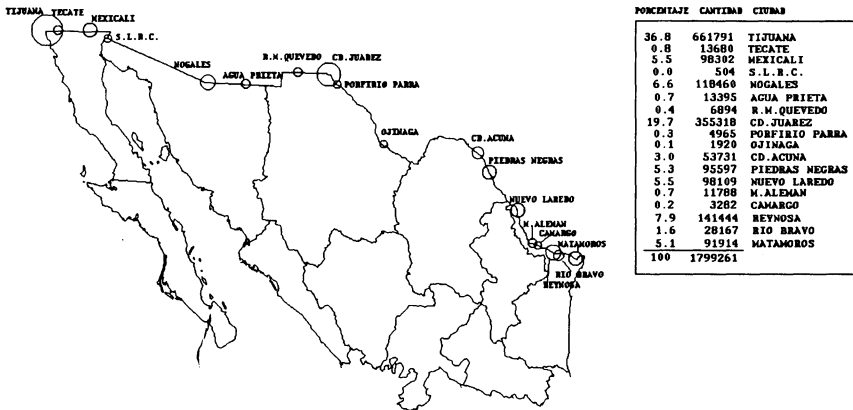 TIJUANA TECATE
MEXICALI
S.L.R.C.
NOGALES
AGUA PRIETA
R.M.QUEVEDO
CD.JUAREZ
PORFIRIO PARRA
OJINAGA
CD.ACUNA
PIEDRAS NEGRAS
NUEVO LAREDO
M.ALEMAN
CAMARGO
MATAMOROS
RIO BRAVO
REYNOSA
PORCENTAJE CANTIDAD CIUDAD
36.8 661791 TIJUANA
0.8 13680 TECATE
5.5 98302 MEXICALI
0.0 504 S.L.R.C.
6.6 118460 NOGALES
0.7 13395 AGUA PRIETA
0.4 6894 R.M.QUEVEDO
19.7 355318 CD.JUAREZ
0.3 4965 PORFIRIO PARRA
0.1 1920 OJINAGA
3.0 53731 CD.ACUNA
5.3 95597 PIEDRAS NEGRAS
5.5 98109 NUEVO LAREDO
0.7 11788 M.ALEMAN
0.2 3282 CAMARGO
7.9 141444 REYNOSA
1.6 28167 RIO BRAVO
5.1 91914 MATAMOROS
100 1799261